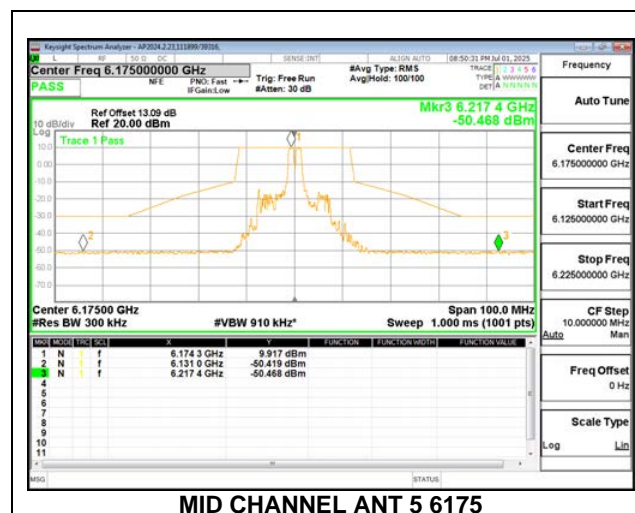 Keysight Spectrum Analyzer - AP2024.2.23,111899/39316,
L RF 50 Ω DC SENSE:INT ALIGN AUTO 08:50:31 PM Jul 01, 2025
Center Freq 6.175000000 GHz
PASS
NFE
PNO: Fast
IFGain:Low
Trig: Free Run
#Atten: 30 dB
#Avg Type: RMS
Avg|Hold: 100/100
TRACE 1 2 3 4 5 6
TYPE A WWWWW
DET A NNNNN
Frequency
Auto Tune
Center Freq
6.175000000 GHz
Start Freq
6.125000000 GHz
Stop Freq
6.225000000 GHz
CF Step
10.000000 MHz
Auto Man
Freq Offset
0 Hz
Scale Type
Log Lin
Mkr3 6.217 4 GHz
-50.468 dBm
Ref Offset 13.09 dB
10 dB/div Ref 20.00 dBm
Log
Trace 1 Pass
10.0
0.00
-10.0
-20.0
-30.0
-40.0
-50.0
-60.0
-70.0
1
2
3
Center 6.17500 GHz Span 100.0 MHz
#Res BW 300 kHz #VBW 910 kHz* Sweep 1.000 ms (1001 pts)
MKR MODE TRC SCL X Y FUNCTION FUNCTION WIDTH FUNCTION VALUE
1 N 1 f 6.174 3 GHz 9.917 dBm
2 N 1 f 6.131 0 GHz -50.419 dBm
3 N 1 f 6.217 4 GHz -50.468 dBm
4
5
6
7
8
9
10
11
MSG STATUS
MID CHANNEL ANT 5 6175